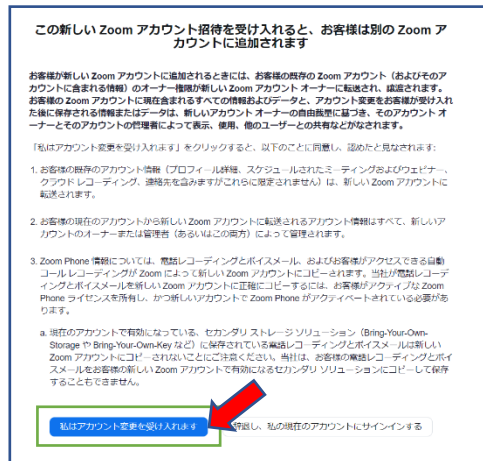 この新しい Zoom アカウント招待を受け入れると、お客様は別の Zoom ア
カウントに追加されます
お客様が新しい Zoom アカウントに追加されるときには、お客様の既存の Zoom アカウント（およびそのア
カウントに含まれる情報）のオーナー権限が新しいアカウント オーナーに転送され、譲渡されます。
お客様の Zoom アカウントに現在含まれるすべての情報およびデータと、アカウント変更をお客様が受け入れ
た後に保存される情報またはデータは、新しいアカウント オーナーの自由裁量に基づき、そのアカウント オ
ーナーとそのアカウントの管理者によって表示、使用、他のユーザーとの共有などがなされます。
「私はアカウント変更を受け入れます」をクリックすると、以下のことに同意し、認めたと見なされます：
1. お客様の既存のアカウント情報（プロフィール詳細、スケジュールされたミーティングおよびウェビナー、
クラウド レコーディング、連絡先を含みますがこれらに限定されません）は、新しい Zoom アカウントに
転送されます。
2. お客様の現在のアカウントから新しい Zoom アカウントに転送されるアカウント情報はすべて、新しいア
カウントのオーナーまたは管理者（あるいはこの両方）によって管理されます。
3. Zoom Phone 情報については、電話レコーディングとボイスメール、およびお客様がアクセスできる自動
コール レコーディングが Zoom によって新しい Zoom アカウントにコピーされます。当社が電話レコーデ
ィングとボイスメールを新しいアカウントに正確にコピーするには、お客様がアクティブな Zoom
Phone ライセンスを所有し、かつ新しいアカウントで Zoom Phone がアクティベートされている必要があ
ります。
a. 現在のアカウントで有効になっている、セカンダリ ストレージ ソリューション（Bring-Your-Own-
Storage や Bring-Your-Own-Key など）に保存されている電話レコーディングとボイスメールは新しい
Zoom アカウントにコピーされないことにご注意ください。当社は、お客様の電話レコーディングとボイ
スメールをお客様の新しい Zoom アカウントで有効になるセカンダリ ソリューションにコピーして保存
することもできません。
私はアカウント変更を受け入れます
辞退し、私の現在のアカウントにサインインする